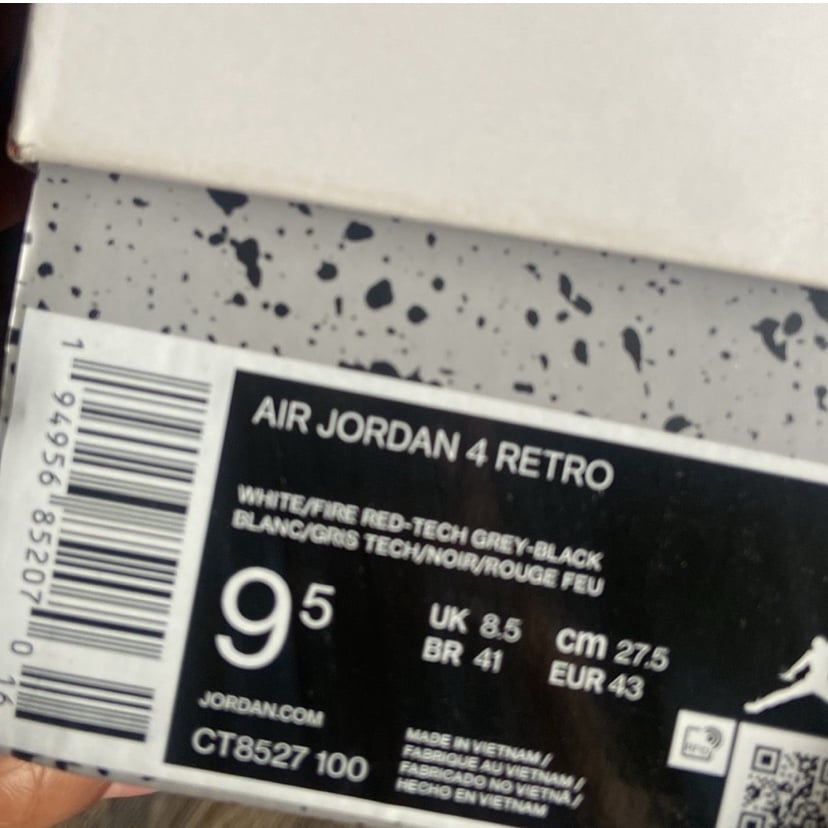 AIR JORDAN 4 RETRO
WHITE/FIRE RED-TECH GREY-BLACK
BLANC/GRIS TECH/NOIR/ROUGE FEU
9⁵
UK 8.5 cm 27.5
BR 41 EUR 43
JORDAN.COM
CT8527 100
MADE IN VIETNAM /
FABRIQUE AU VIETNAM /
FABRICADO NO VIETNÃ /
HECHO EN VIETNAM
1 94956 85207 0 16